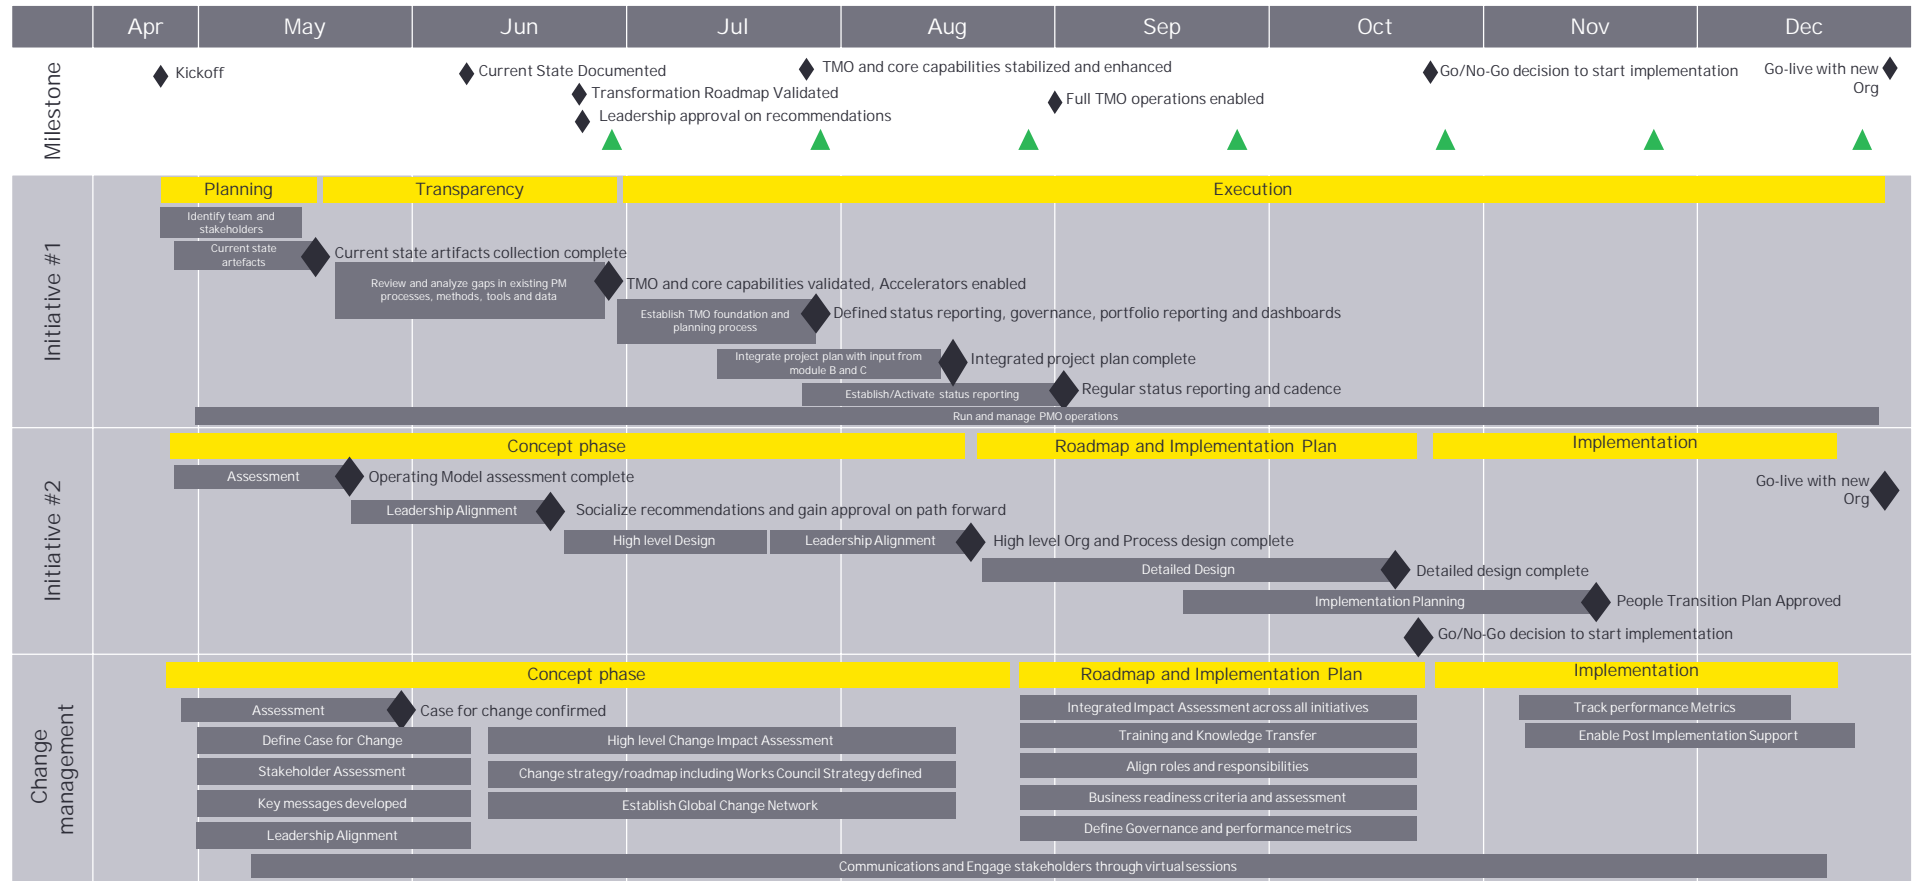 Apr May Jun Jul Aug Sep Oct Nov Dec
Milestone
Kickoff
Current State Documented
Transformation Roadmap Validated
Leadership approval on recommendations
TMO and core capabilities stabilized and enhanced
Full TMO operations enabled
Go/No-Go decision to start implementation
Go-live with new
Org
Initiative #1
Planning
Transparency
Execution
Identify team and
stakeholders
Current state
artefacts
Current state artifacts collection complete
Review and analyze gaps in existing PM
processes, methods, tools and data
TMO and core capabilities validated, Accelerators enabled
Establish TMO foundation and
planning process
Defined status reporting, governance, portfolio reporting and dashboards
Integrate project plan with input from
module B and C
Integrated project plan complete
Establish/Activate status reporting
Regular status reporting and cadence
Run and manage PMO operations
Initiative #2
Concept phase
Roadmap and Implementation Plan
Implementation
Assessment
Operating Model assessment complete
Go-live with new
Org
Leadership Alignment
Socialize recommendations and gain approval on path forward
High level Design
Leadership Alignment
High level Org and Process design complete
Detailed Design
Detailed design complete
Implementation Planning
People Transition Plan Approved
Go/No-Go decision to start implementation
Change
management
Concept phase
Roadmap and Implementation Plan
Implementation
Assessment
Case for change confirmed
Define Case for Change
Stakeholder Assessment
Key messages developed
Leadership Alignment
High level Change Impact Assessment
Change strategy/roadmap including Works Council Strategy defined
Establish Global Change Network
Integrated Impact Assessment across all initiatives
Training and Knowledge Transfer
Align roles and responsibilities
Business readiness criteria and assessment
Define Governance and performance metrics
Track performance Metrics
Enable Post Implementation Support
Communications and Engage stakeholders through virtual sessions